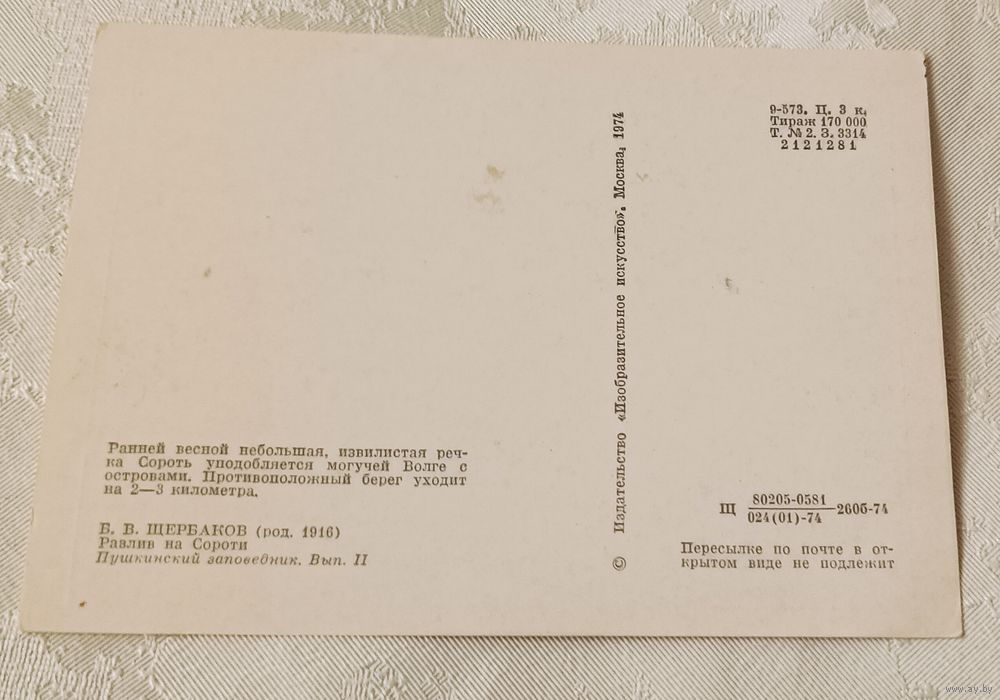 Ранней весной небольшая, извилистая реч-
ка Сороть уподобляется могучей Волге с
островами. Противоположный берег уходит
на 2—3 километра.
Б. В. ЩЕРБАКОВ (род. 1916)
Разлив на Сороти
Пушкинский заповедник. Вып. II
© Издательство «Изобразительное искусство». Москва, 1974
9-573. Ц. 3 к.
Тираж 170 000
Т. № 2. З. 3314
2121281
Щ 80205-0581
024(01)-74 260б-74
Пересылке по почте в от-
крытом виде не подлежит
www.ay.by